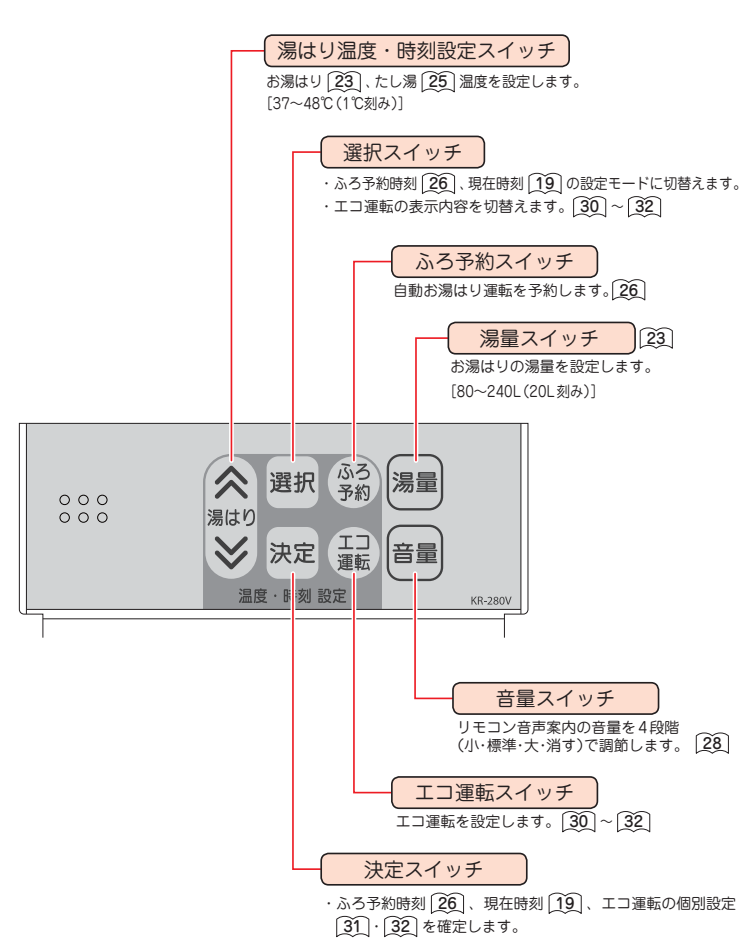 湯はり温度・時刻設定スイッチ
お湯はり 23 、たし湯 25 温度を設定します。
[37〜48℃(1℃刻み)]
選択スイッチ
・ふろ予約時刻 26 、現在時刻 19 の設定モードに切替えます。
・エコ運転の表示内容を切替えます。 30 〜 32
ふろ予約スイッチ
自動お湯はり運転を予約します。 26
湯量スイッチ 23
お湯はりの湯量を設定します。
[80〜240L(20L刻み)]
湯はり
選択
ふろ
予約
湯量
決定
エコ
運転
音量
温度・時刻 設定
KR-280V
音量スイッチ
リモコン音声案内の音量を4段階
(小・標準・大・消す)で調節します。 28
エコ運転スイッチ
エコ運転を設定します。 30 〜 32
決定スイッチ
・ふろ予約時刻 26 、現在時刻 19 、エコ運転の個別設定
31 ・ 32 を確定します。